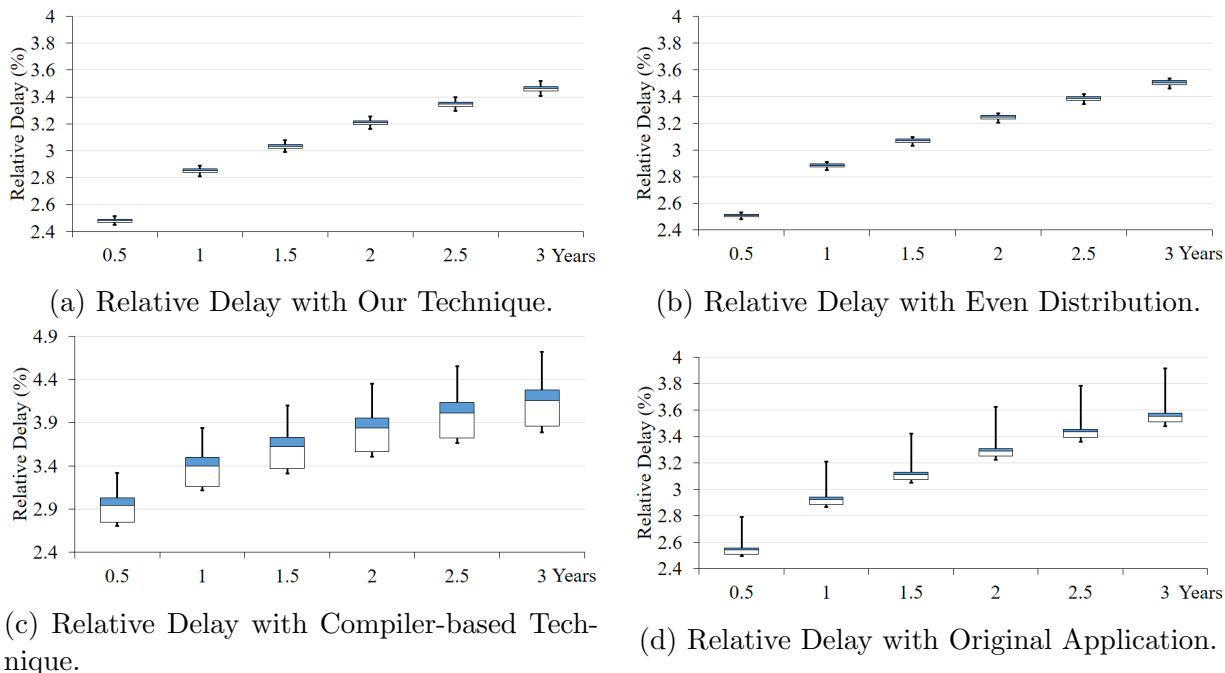 4
3.8
3.6
3.4
3.2
3
2.8
2.6
2.4
Relative Delay (%)
0.5 1 1.5 2 2.5 3 Years
(a) Relative Delay with Our Technique.
4
3.8
3.6
3.4
3.2
3
2.8
2.6
2.4
Relative Delay (%)
0.5 1 1.5 2 2.5 3 Years
(b) Relative Delay with Even Distribution.
4.9
4.4
3.9
3.4
2.9
2.4
Relative Delay (%)
0.5 1 1.5 2 2.5 3 Years
(c) Relative Delay with Compiler-based Tech-
nique.
4
3.8
3.6
3.4
3.2
3
2.8
2.6
2.4
Relative Delay (%)
0.5 1 1.5 2 2.5 3 Years
(d) Relative Delay with Original Application.